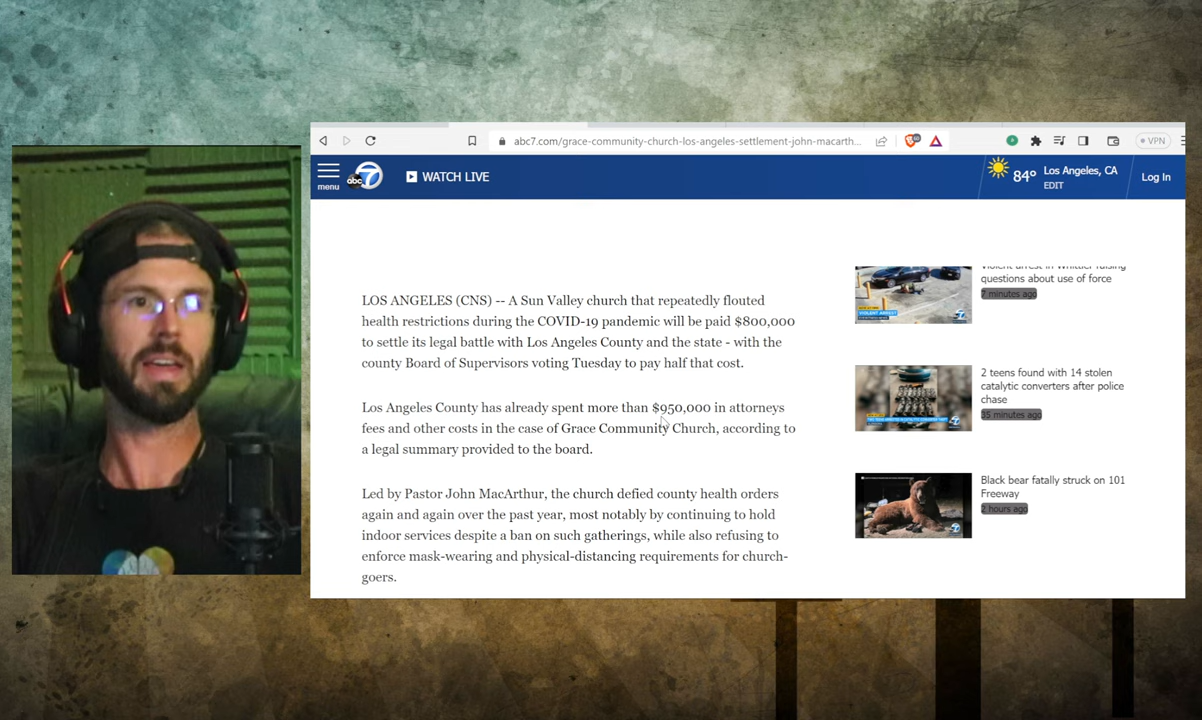 abc7.com/grace-community-church-los-angeles-settlement-john-macarth...
VPN
menu
abc 7
WATCH LIVE
84°
Los Angeles, CA
EDIT
Log In
LOS ANGELES (CNS) -- A Sun Valley church that repeatedly flouted
health restrictions during the COVID-19 pandemic will be paid $800,000
to settle its legal battle with Los Angeles County and the state - with the
county Board of Supervisors voting Tuesday to pay half that cost.
Los Angeles County has already spent more than $950,000 in attorneys
fees and other costs in the case of Grace Community Church, according to
a legal summary provided to the board.
Led by Pastor John MacArthur, the church defied county health orders
again and again over the past year, most notably by continuing to hold
indoor services despite a ban on such gatherings, while also refusing to
enforce mask-wearing and physical-distancing requirements for church-
goers.
Violent arrest in Whittier raising
questions about use of force
7 minutes ago
VIOLENT ARREST
2 teens found with 14 stolen
catalytic converters after police
chase
35 minutes ago
Black bear fatally struck on 101
Freeway
2 hours ago